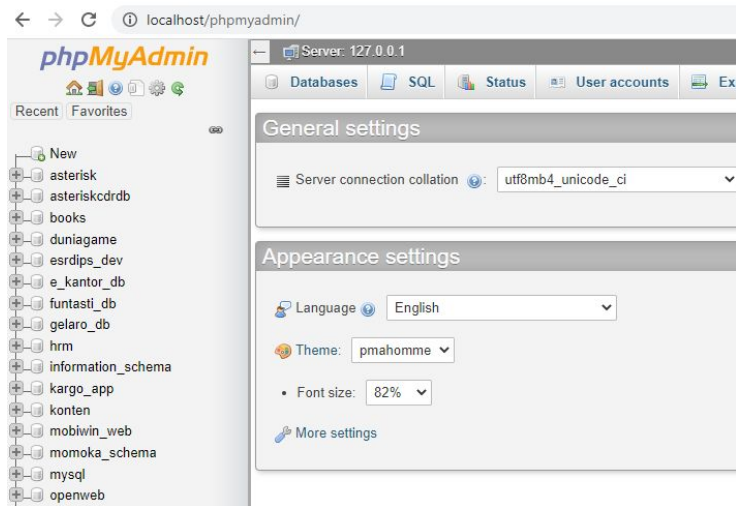 localhost/phpmyadmin/
phpMyAdmin
Recent Favorites
New
asterisk
asteriskcdrdb
books
duniagame
esrdips_dev
e_kantor_db
funtasti_db
gelaro_db
hrm
information_schema
kargo_app
konten
mobiwin_web
momoka_schema
mysql
openweb
Server: 127.0.0.1
Databases SQL Status User accounts Ex
General settings
Server connection collation : utf8mb4_unicode_ci
Appearance settings
Language English
Theme: pmahomme
• Font size: 82%
More settings